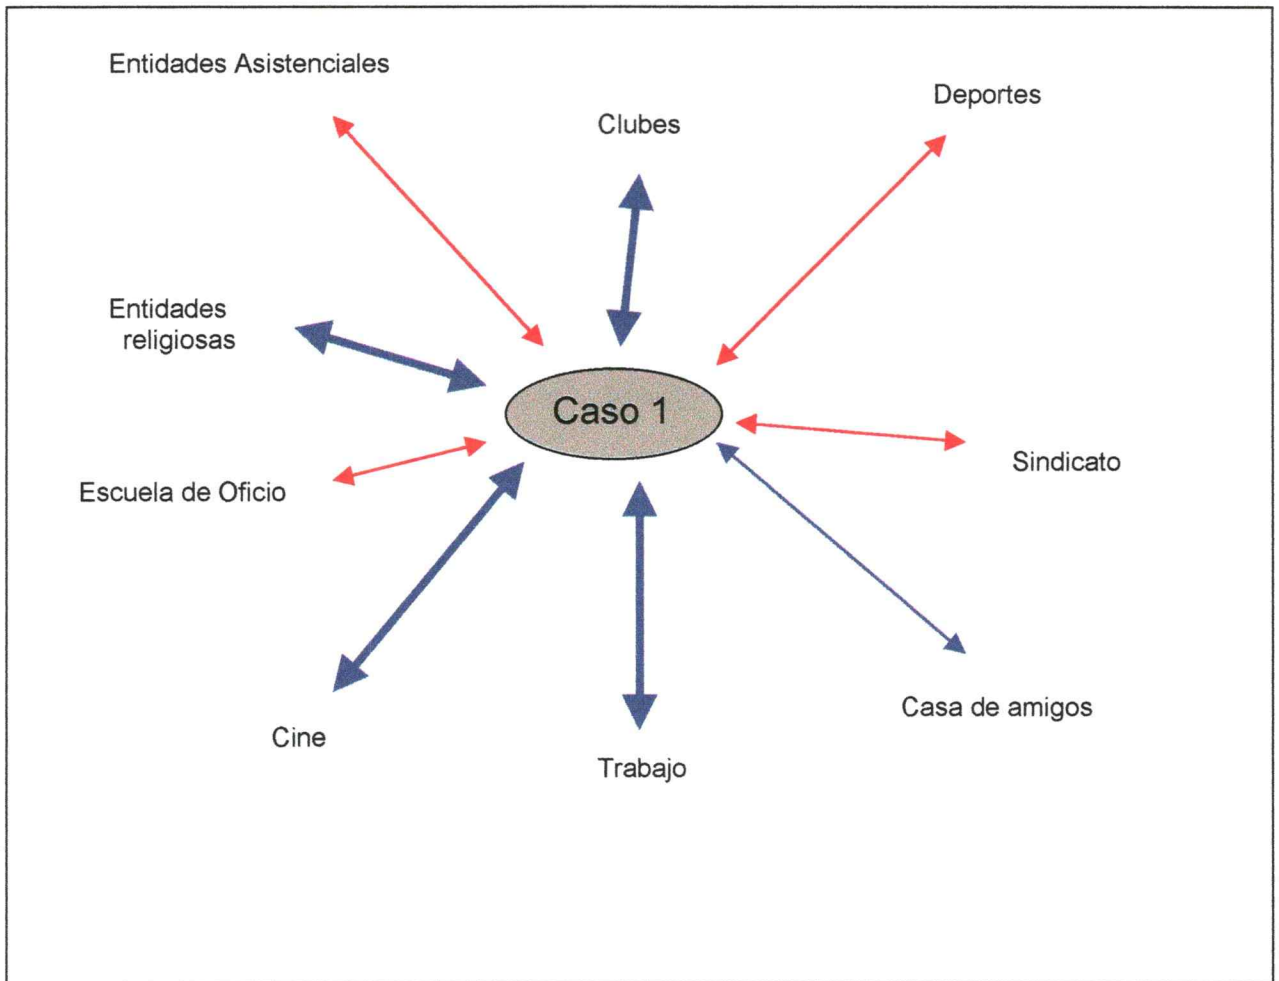 Entidades Asistenciales
Deportes
Clubes
Entidades
religiosas
Caso 1
Sindicato
Escuela de Oficio
Casa de amigos
Cine
Trabajo